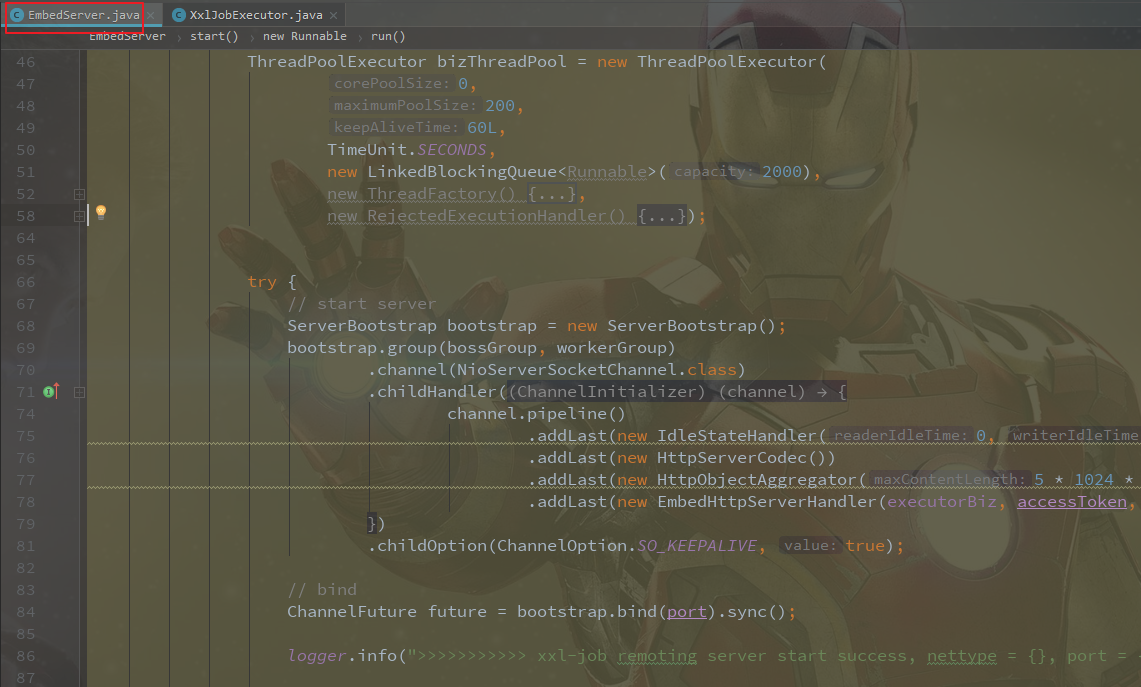 EmbedServer.java × XxlJobExecutor.java ×
EmbedServer › start() › new Runnable › run()
46 ThreadPoolExecutor bizThreadPool = new ThreadPoolExecutor(
47 corePoolSize: 0,
48 maximumPoolSize: 200,
49 keepAliveTime: 60L,
50 TimeUnit.SECONDS,
51 new LinkedBlockingQueue<Runnable>( capacity: 2000),
52 new ThreadFactory() {...},
58 new RejectedExecutionHandler() {...});
64
65
66 try {
67 // start server
68 ServerBootstrap bootstrap = new ServerBootstrap();
69 bootstrap.group(bossGroup, workerGroup)
70 .channel(NioServerSocketChannel.class)
71 .childHandler((ChannelInitializer) (channel) → {
74 channel.pipeline()
75 .addLast(new IdleStateHandler( readerIdleTime: 0, writerIdleTime
76 .addLast(new HttpServerCodec())
77 .addLast(new HttpObjectAggregator( maxContentLength: 5 * 1024 *
78 .addLast(new EmbedHttpServerHandler(executorBiz, accessToken,
79 })
81 .childOption(ChannelOption.SO_KEEPALIVE, value: true);
82
83 // bind
84 ChannelFuture future = bootstrap.bind(port).sync();
85
86 logger.info(">>>>>>>>>>> xxl-job remoting server start success, nettype = {}, port =
87